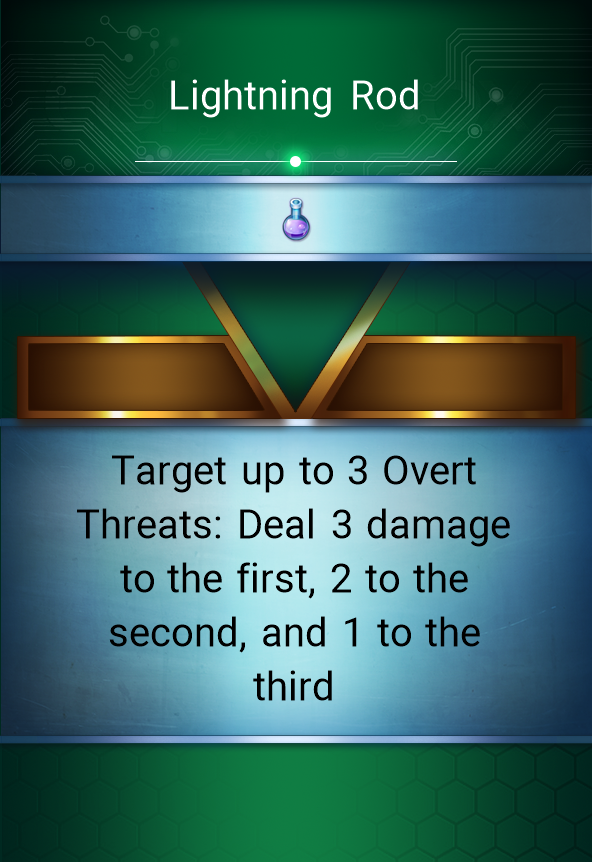 Lightning Rod
Target up to 3 Overt
Threats: Deal 3 damage
to the first, 2 to the
second, and 1 to the
third